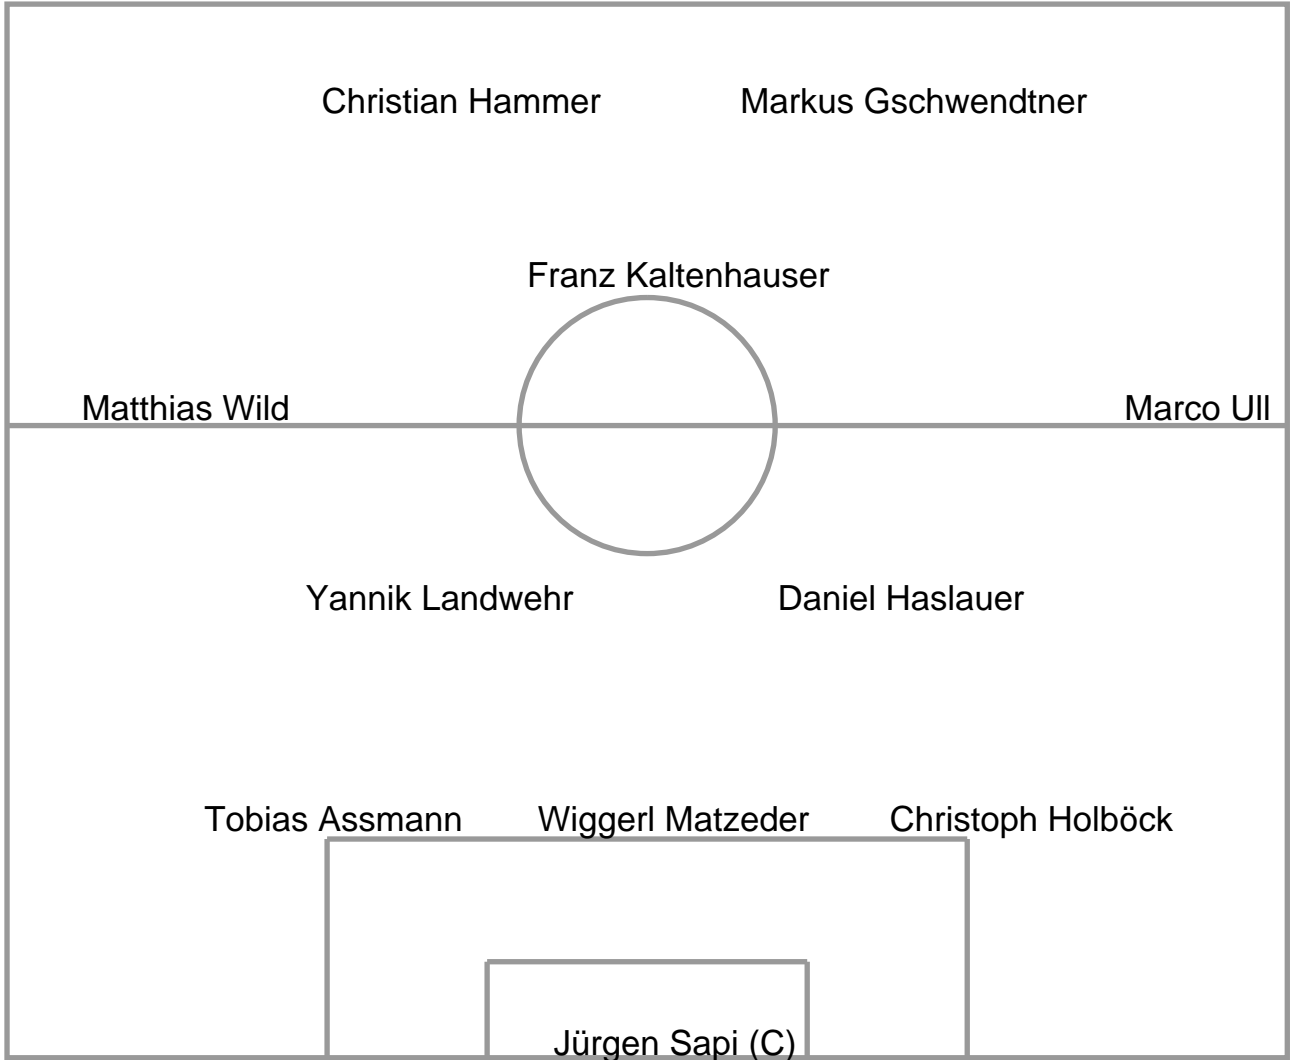 Christian Hammer Markus Gschwendtner
Franz Kaltenhauser
Matthias Wild Marco Ull
Yannik Landwehr Daniel Haslauer
Tobias Assmann Wiggerl Matzeder Christoph Holböck
Jürgen Sapi (C)